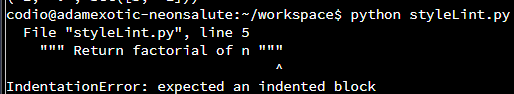 codio@adamexotic-neonsalute:~/workspace$ python styleLint.py
File "styleLint.py", line 5
""" Return factorial of n """
^
IndentationError: expected an indented block